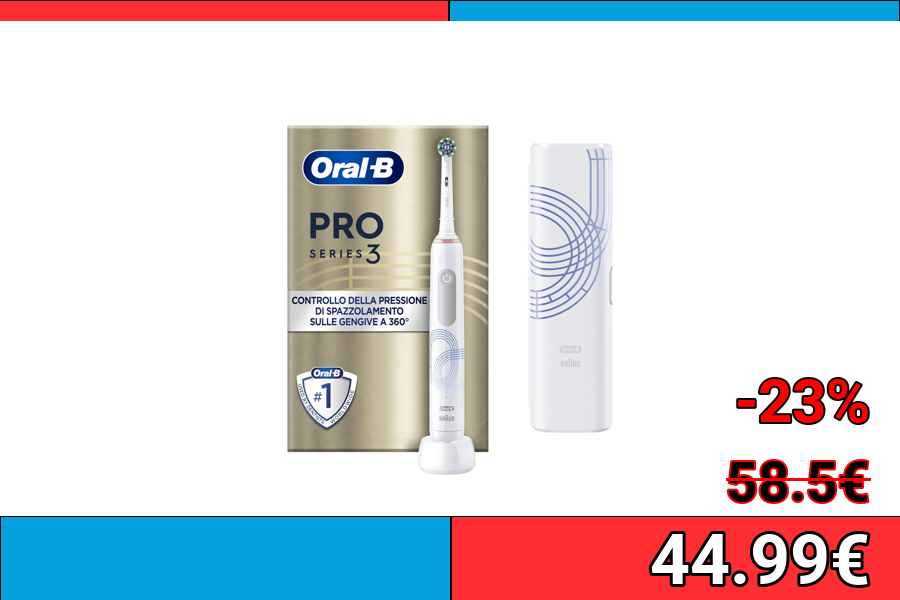 Oral-B
PRO
SERIES 3
CONTROLLO DELLA PRESSIONE
DI SPAZZOLAMENTO
SULLE GENGIVE A 360°
Oral-B
#1
WORLDWIDE
Oral-B
BRAUN
Oral-B
BRAUN
-23%
58.5€
44.99€